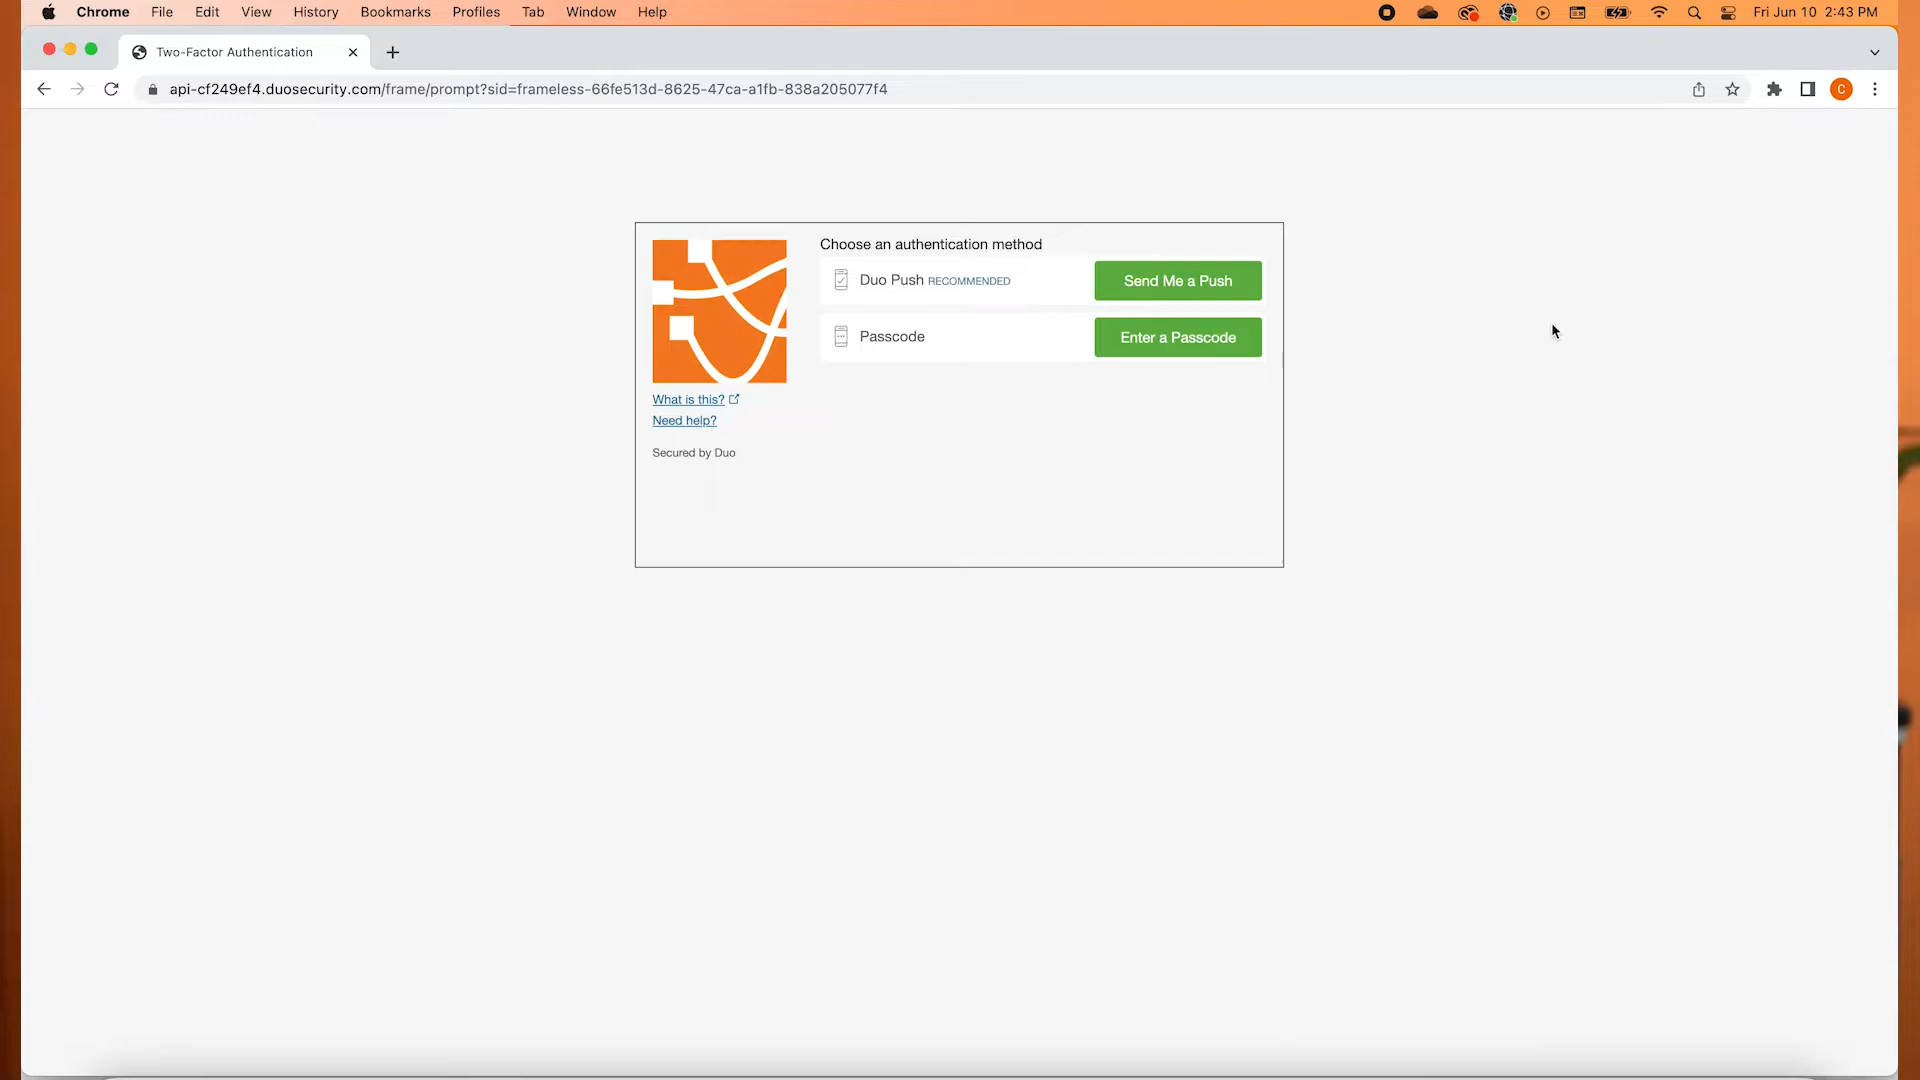 Chrome File Edit View History Bookmarks Profiles Tab Window Help Fri Jun 10 2:43 PM
Two-Factor Authentication
api-cf249ef4.duosecurity.com/frame/prompt?sid=frameless-66fe513d-8625-47ca-a1fb-838a205077f4
C
Choose an authentication method
Duo Push RECOMMENDED
Send Me a Push
Passcode
Enter a Passcode
What is this?
Need help?
Secured by Duo